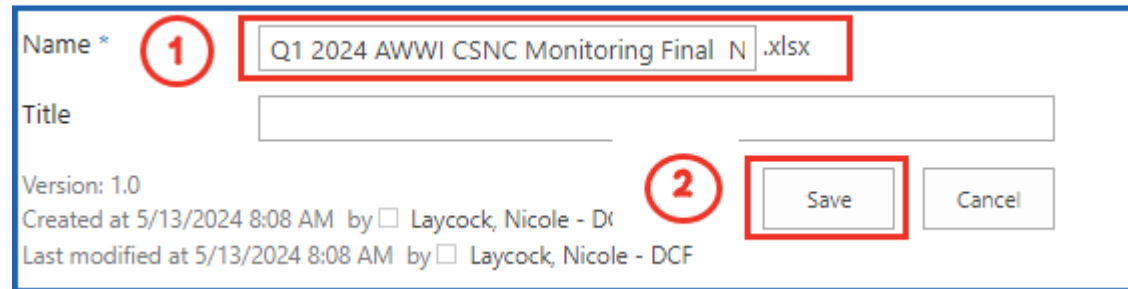 Name *
1
Q1 2024 AWWI CSNC Monitoring Final N .xlsx
Title
2
Save
Cancel
Version: 1.0
Created at 5/13/2024 8:08 AM by Laycock, Nicole -
Last modified at 5/13/2024 8:08 AM by Laycock, Nicole - DCF